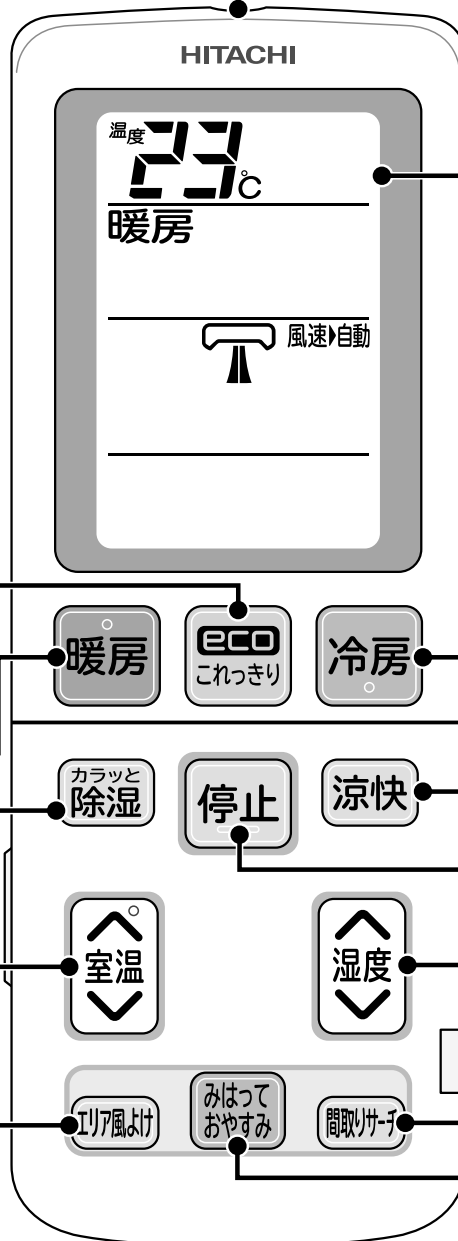 HITACHI
温度 23℃
暖房
風速▶自動
暖房
eco
これっきり
冷房
カラッと
除湿
停止
涼快
室温
湿度
エリア風よけ
みはって
おやすみ
間取りサーチ